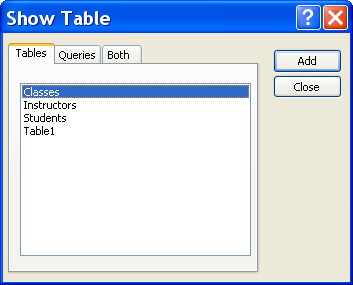 Show Table
Tables Queries Both
Add
Close
Classes
Instructors
Students
Table1